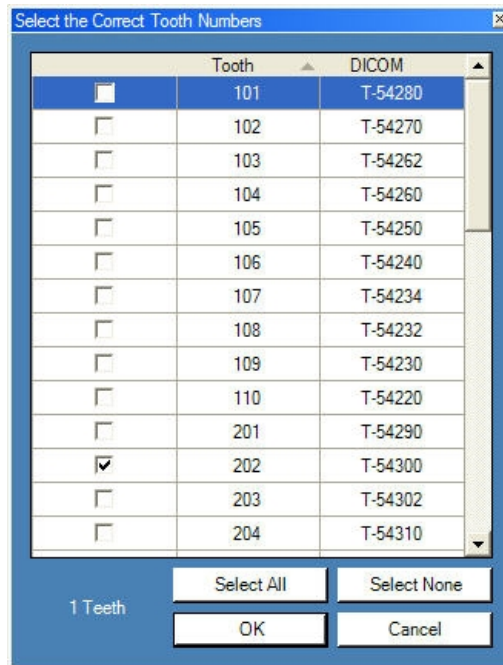 Select the Correct Tooth Numbers
Tooth DICOM
101 T-54280
102 T-54270
103 T-54262
104 T-54260
105 T-54250
106 T-54240
107 T-54234
108 T-54232
109 T-54230
110 T-54220
201 T-54290
202 T-54300
203 T-54302
204 T-54310
1 Teeth
Select All Select None
OK Cancel